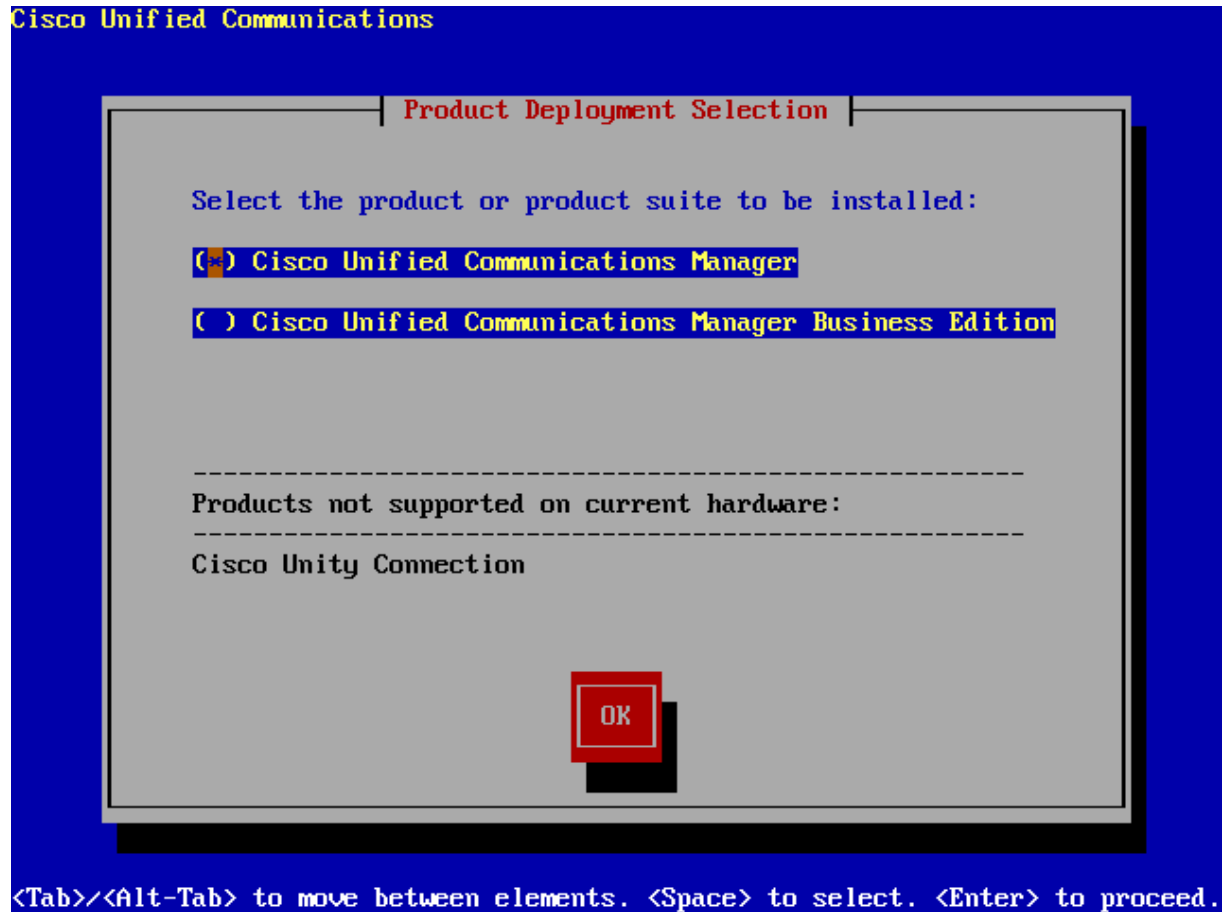 Cisco Unified Communications
Product Deployment Selection
Select the product or product suite to be installed:
(*) Cisco Unified Communications Manager
( ) Cisco Unified Communications Manager Business Edition
-------------------------------------------------------
Products not supported on current hardware:
-------------------------------------------------------
Cisco Unity Connection
OK
<Tab>/<Alt-Tab> to move between elements. <Space> to select. <Enter> to proceed.